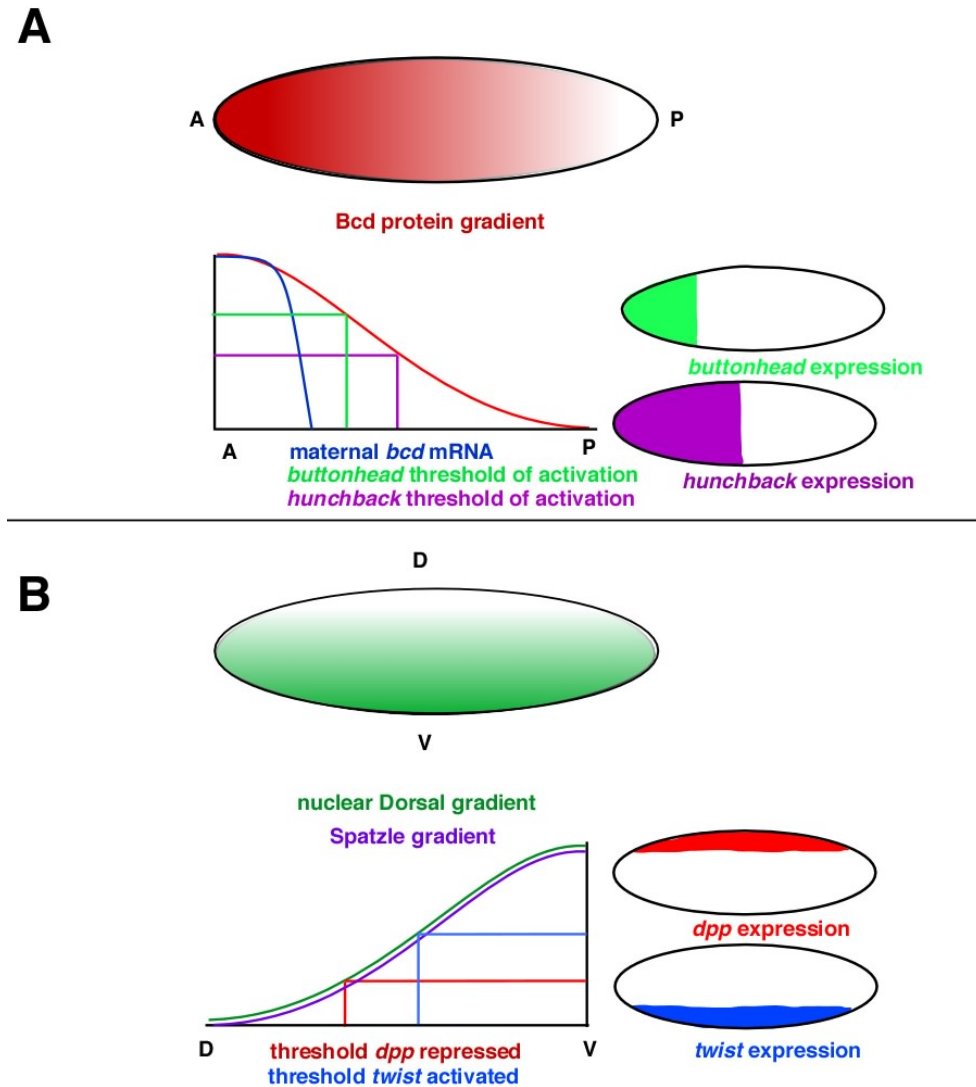 A
A
P
Bcd protein gradient
buttonhead expression
A
P
maternal bcd mRNA
buttonhead threshold of activation
hunchback threshold of activation
hunchback expression
B
D
V
nuclear Dorsal gradient
Spatzle gradient
dpp expression
D
V
threshold dpp repressed
threshold twist activated
twist expression